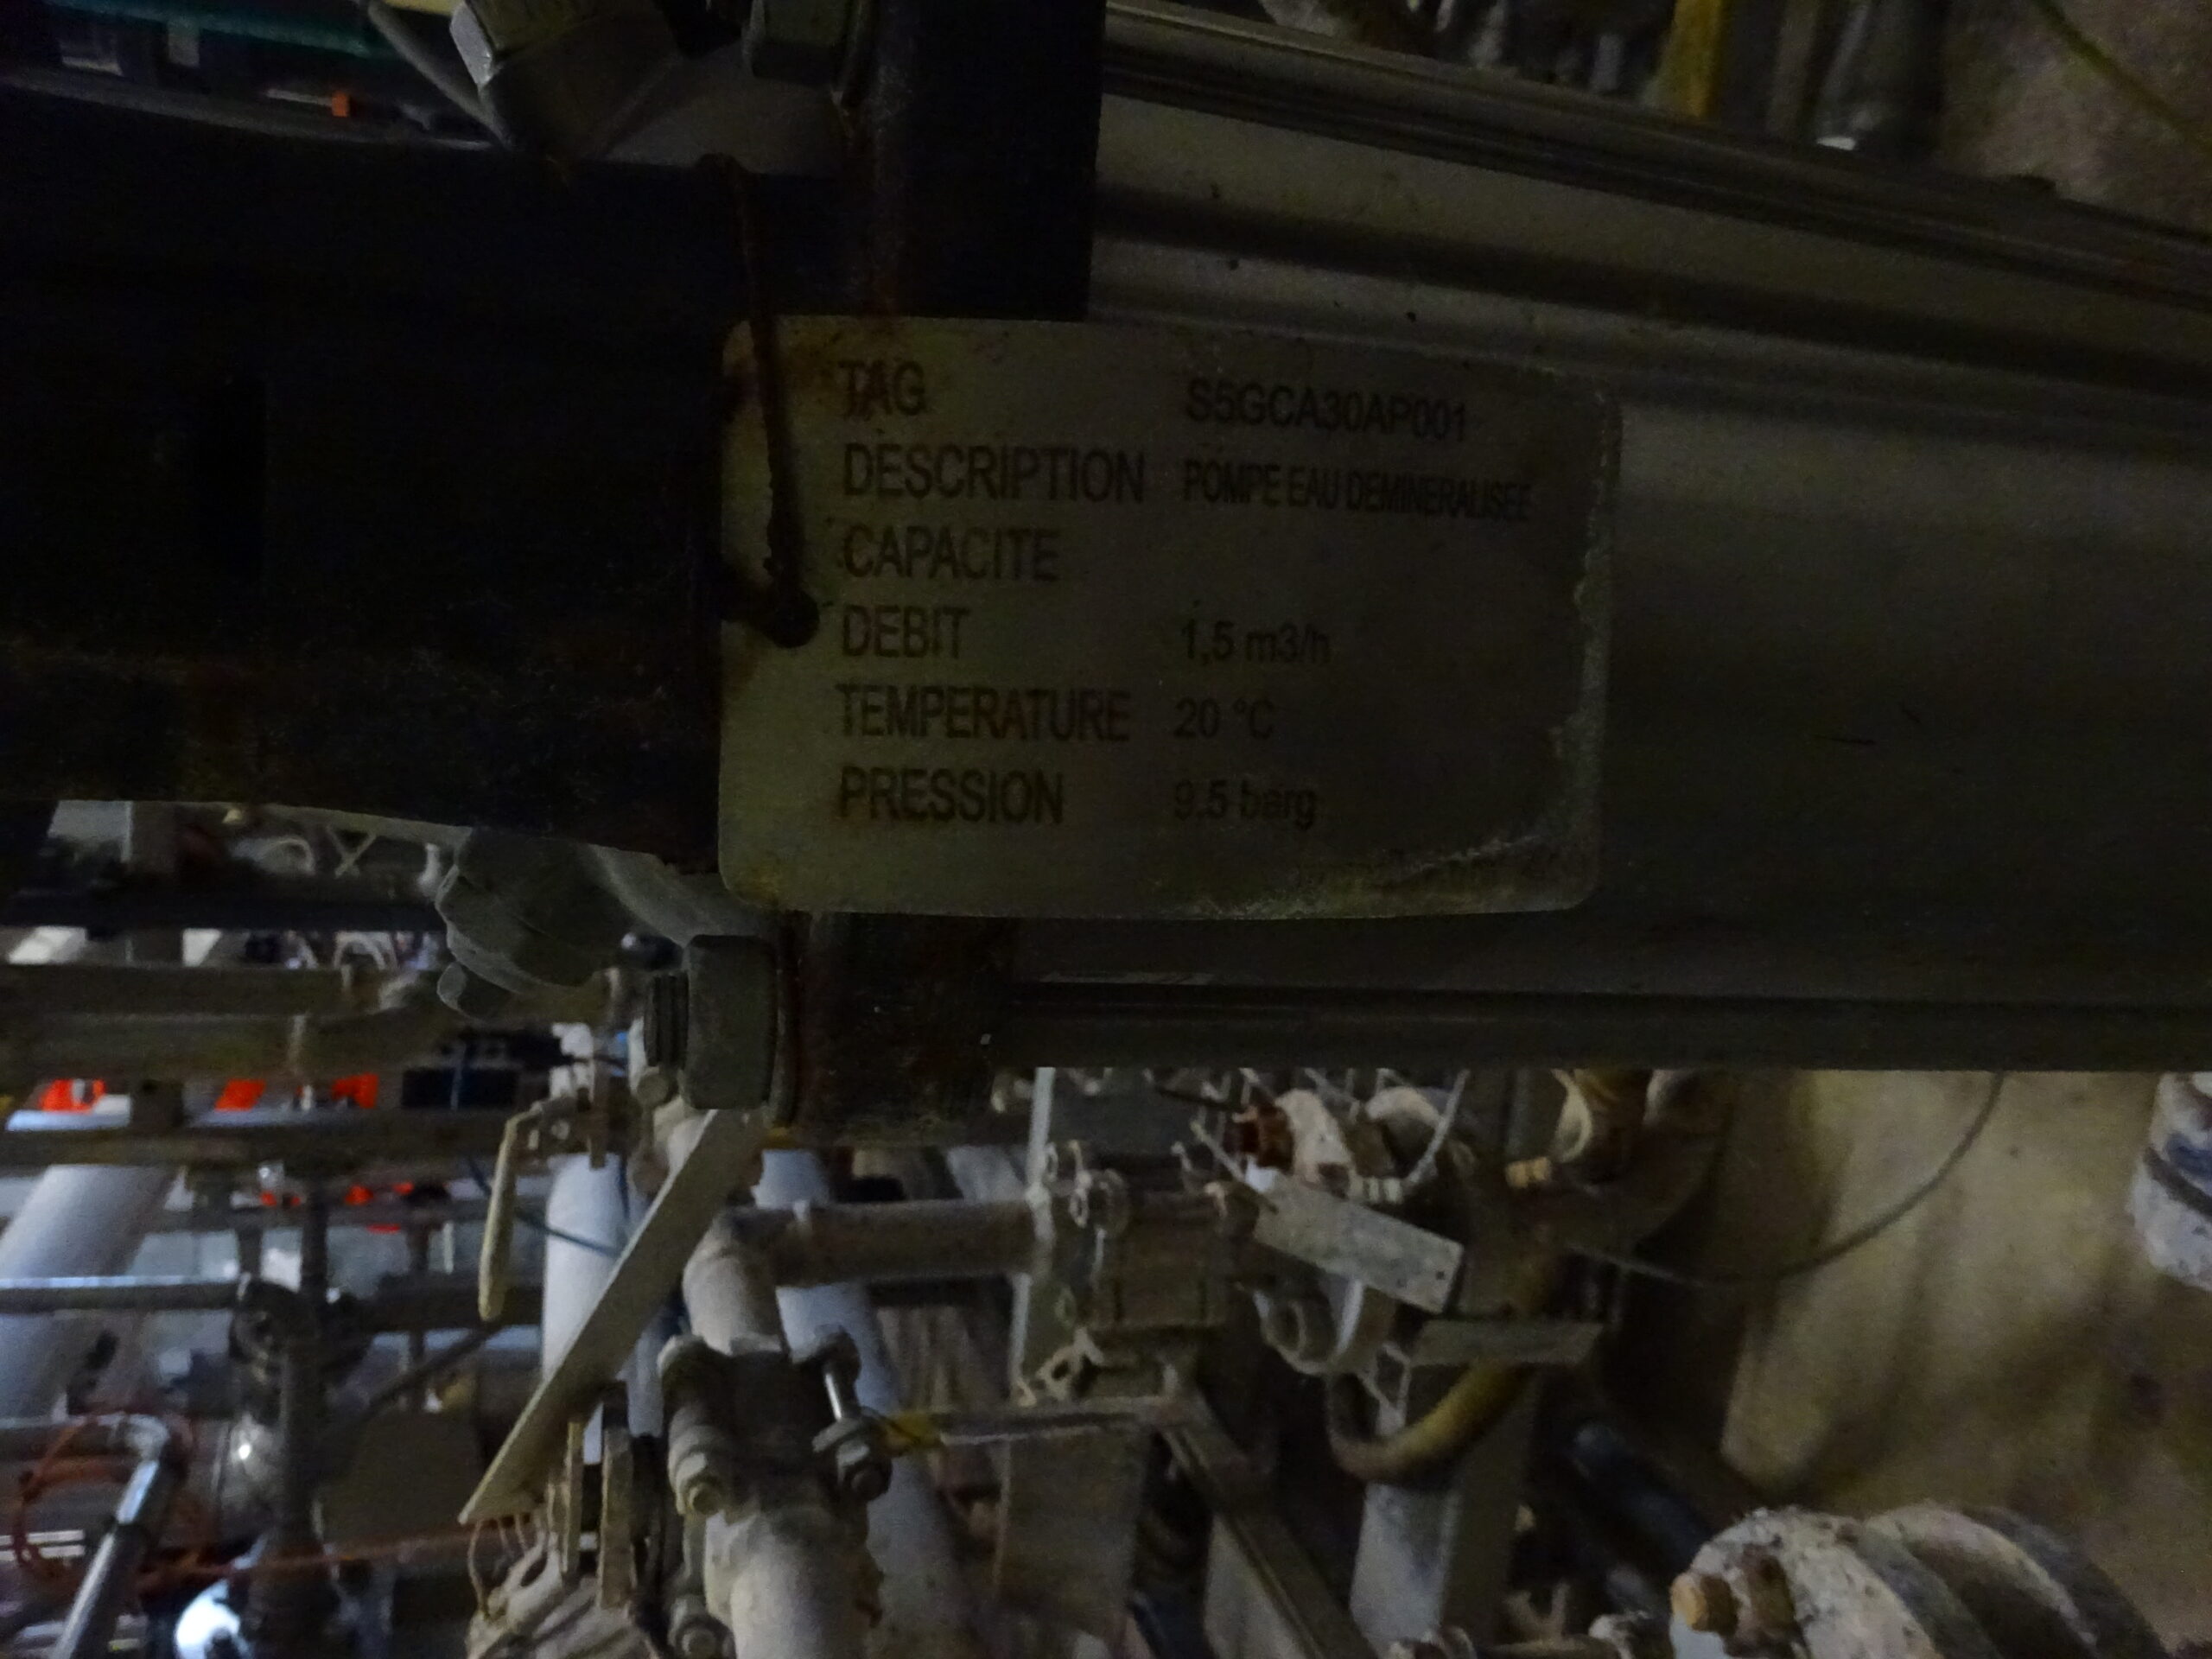 TAG S5GCA30AP001
DESCRIPTION POMPE EAU DEMINERALISEE
CAPACITE
DEBIT 1,5 m3/h
TEMPERATURE 20 °C
PRESSION 9.5 barg